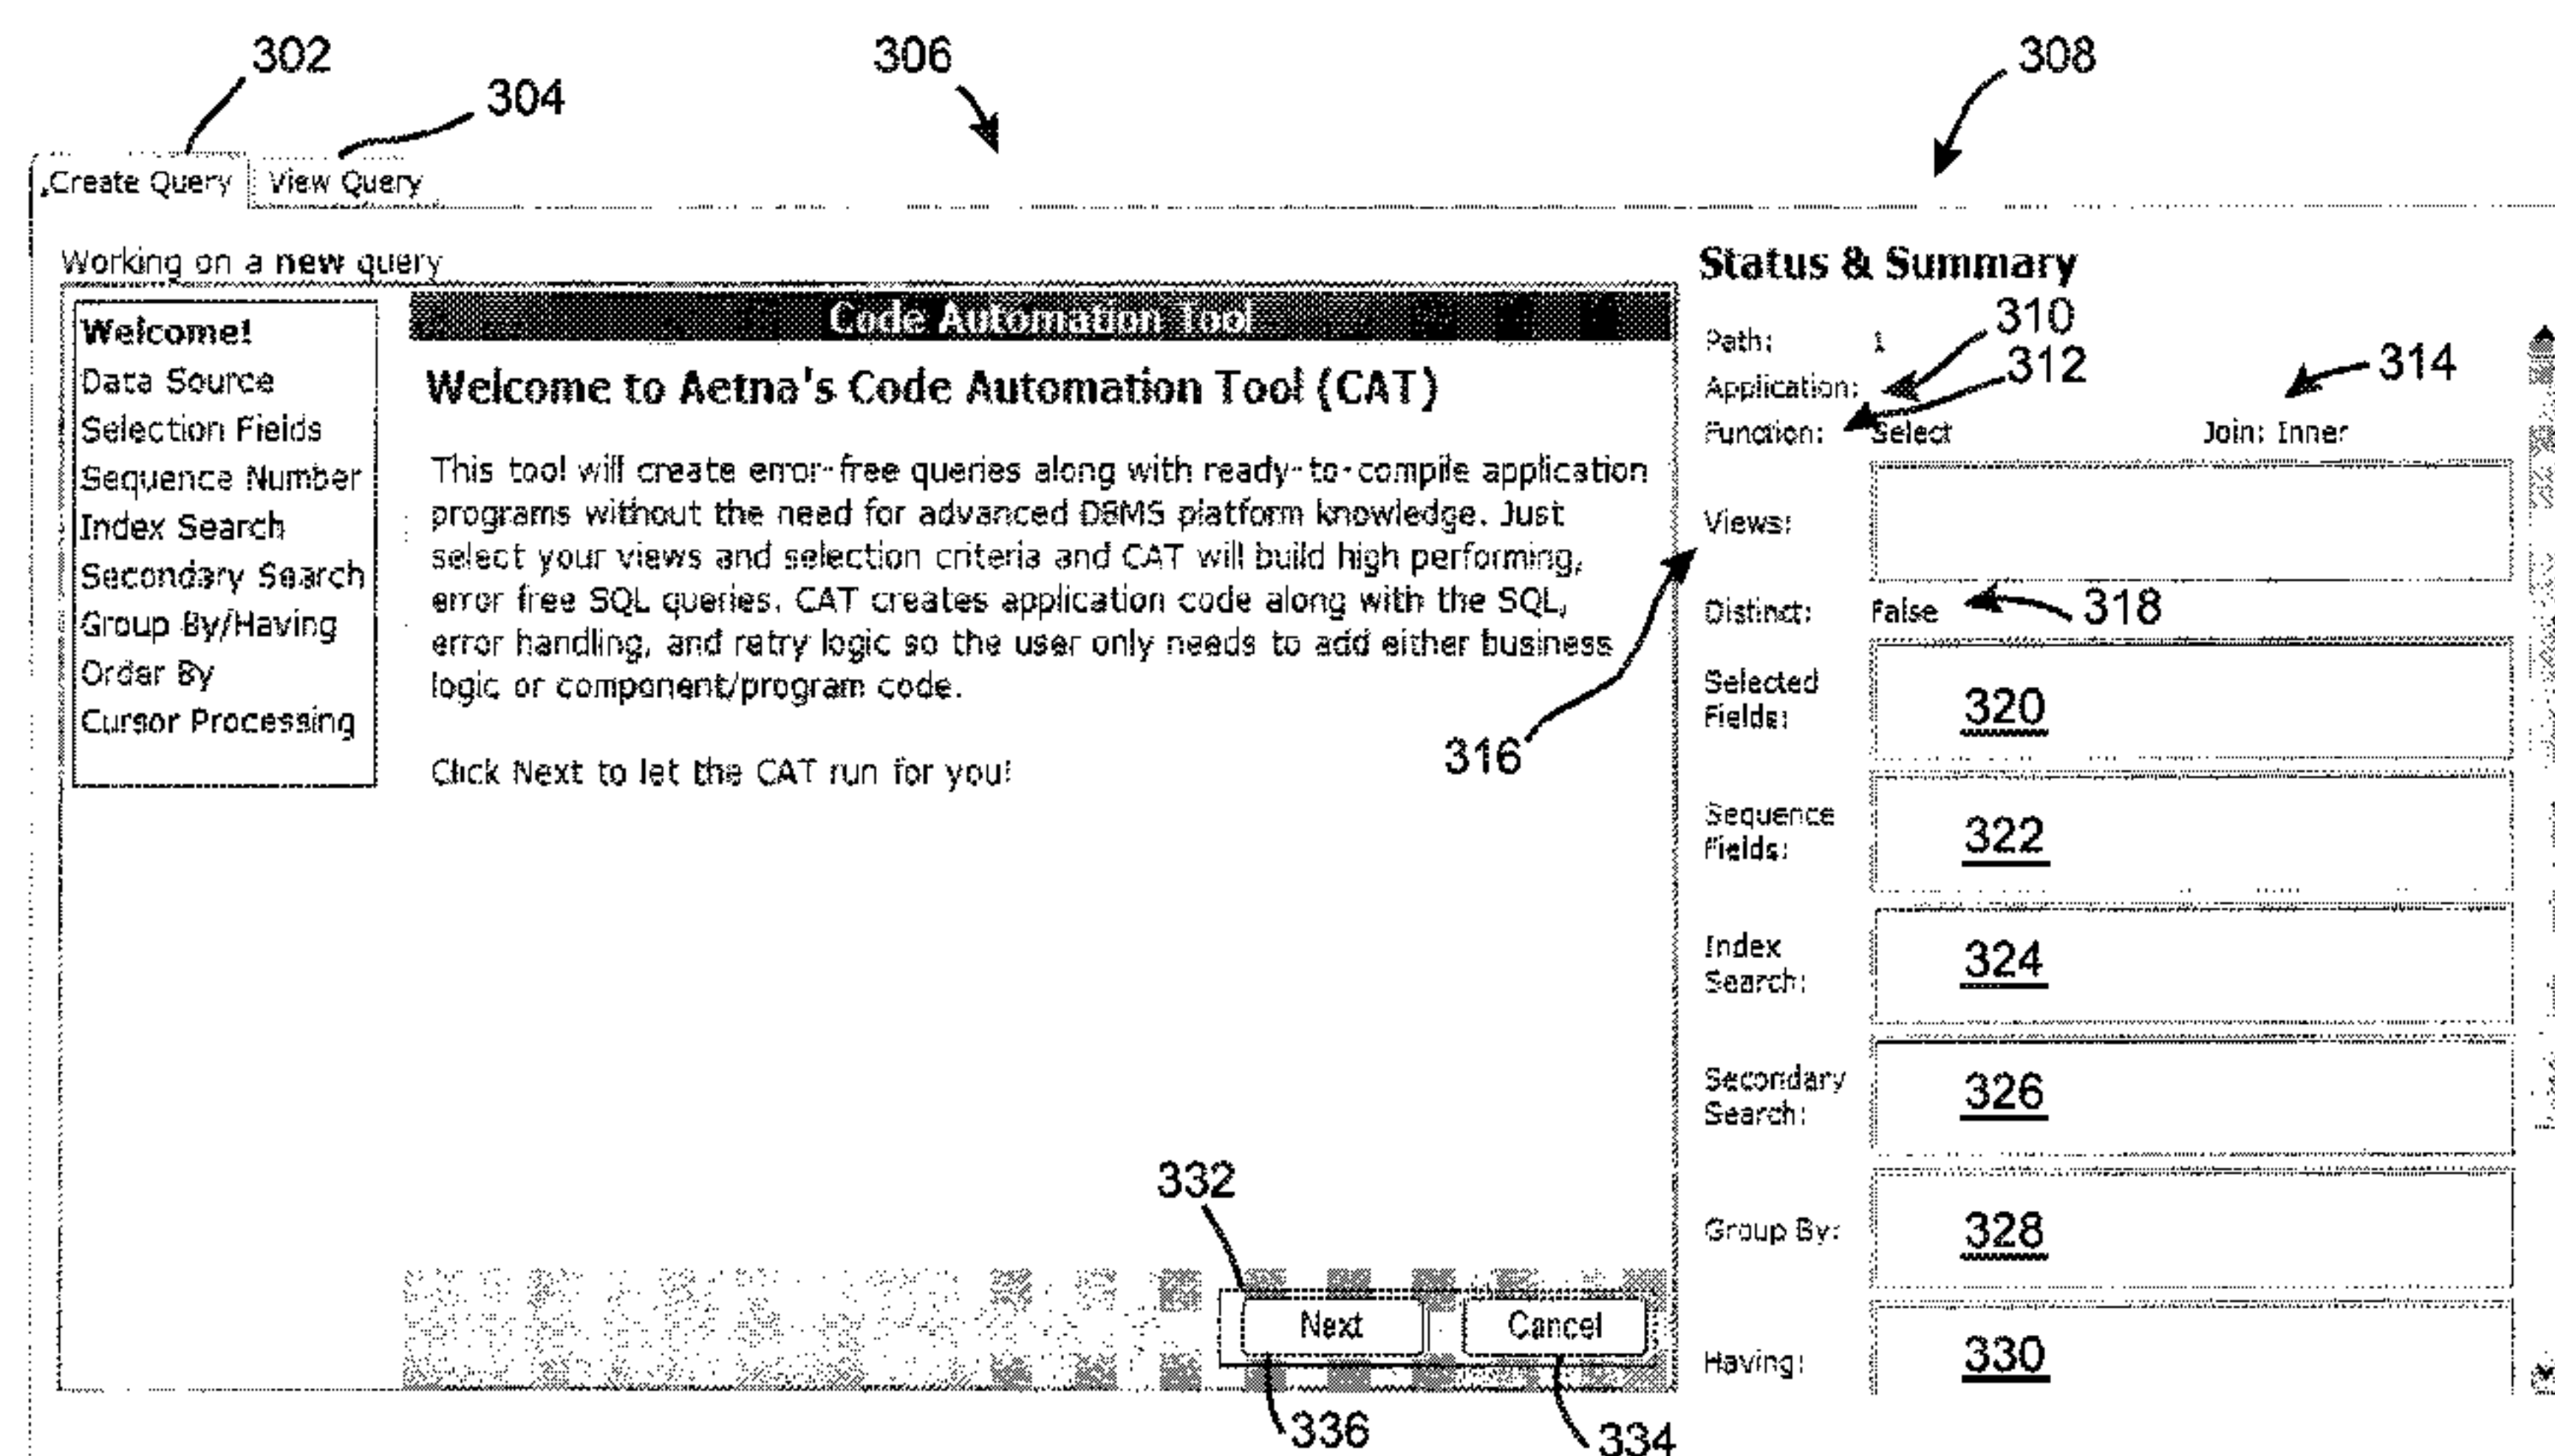 302
304
306
308
Create Query View Query
Working on a new query
Welcome!
Data Source
Selection Fields
Sequence Number
Index Search
Secondary Search
Group By/Having
Order By
Cursor Processing
Code Automation Tool
Welcome to Aetna's Code Automation Tool (CAT)
This tool will create error-free queries along with ready-to-compile application
programs without the need for advanced DBMS platform knowledge. Just
select your views and selection criteria and CAT will build high performing,
error free SQL queries. CAT creates application code along with the SQL,
error handling, and retry logic so the user only needs to add either business
logic or component/program code.
Click Next to let the CAT run for you!
332
Next Cancel
336
334
Status & Summary
Path: 1
310
Application:
312
314
Function: Select Join: Inner
Views:
316
Distinct: False
318
Selected
Fields:
320
Sequence
Fields:
322
Index
Search:
324
Secondary
Search:
326
Group By:
328
Having:
330